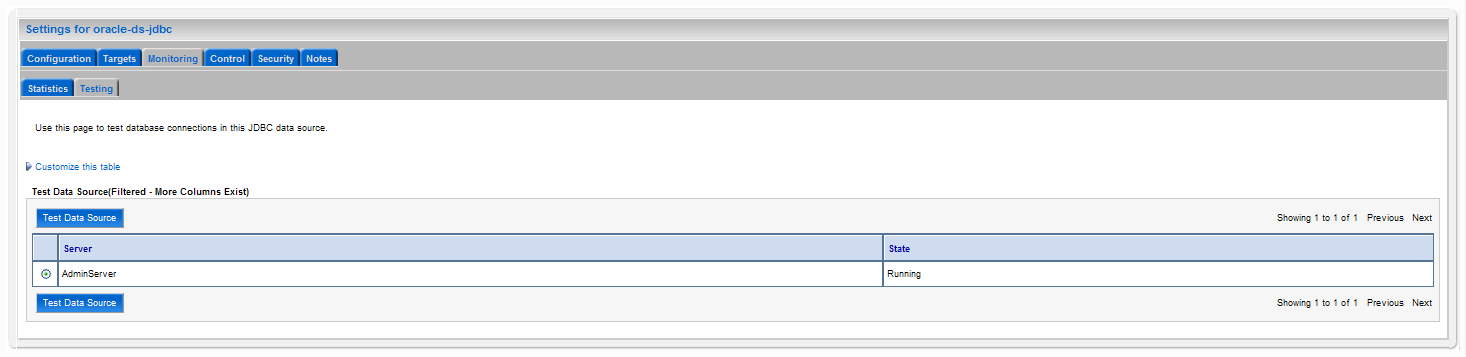 Settings for oracle-ds-jdbc
Configuration Targets Monitoring Control Security Notes
Statistics Testing
Use this page to test database connections in this JDBC data source.
Customize this table
Test Data Source(Filtered - More Columns Exist)
Test Data Source Showing 1 to 1 of 1 Previous Next
Server State
AdminServer Running
Test Data Source Showing 1 to 1 of 1 Previous Next